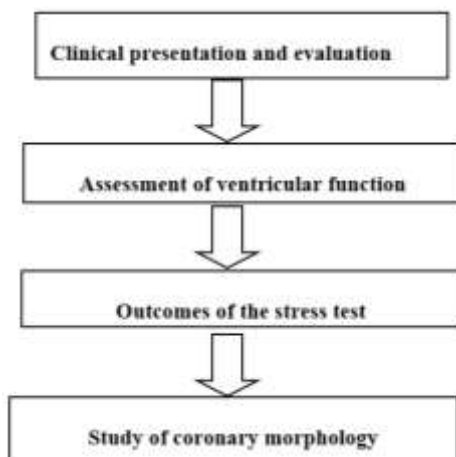 Clinical presentation and evaluation
Assessment of ventricular function
Outcomes of the stress test
Study of coronary morphology